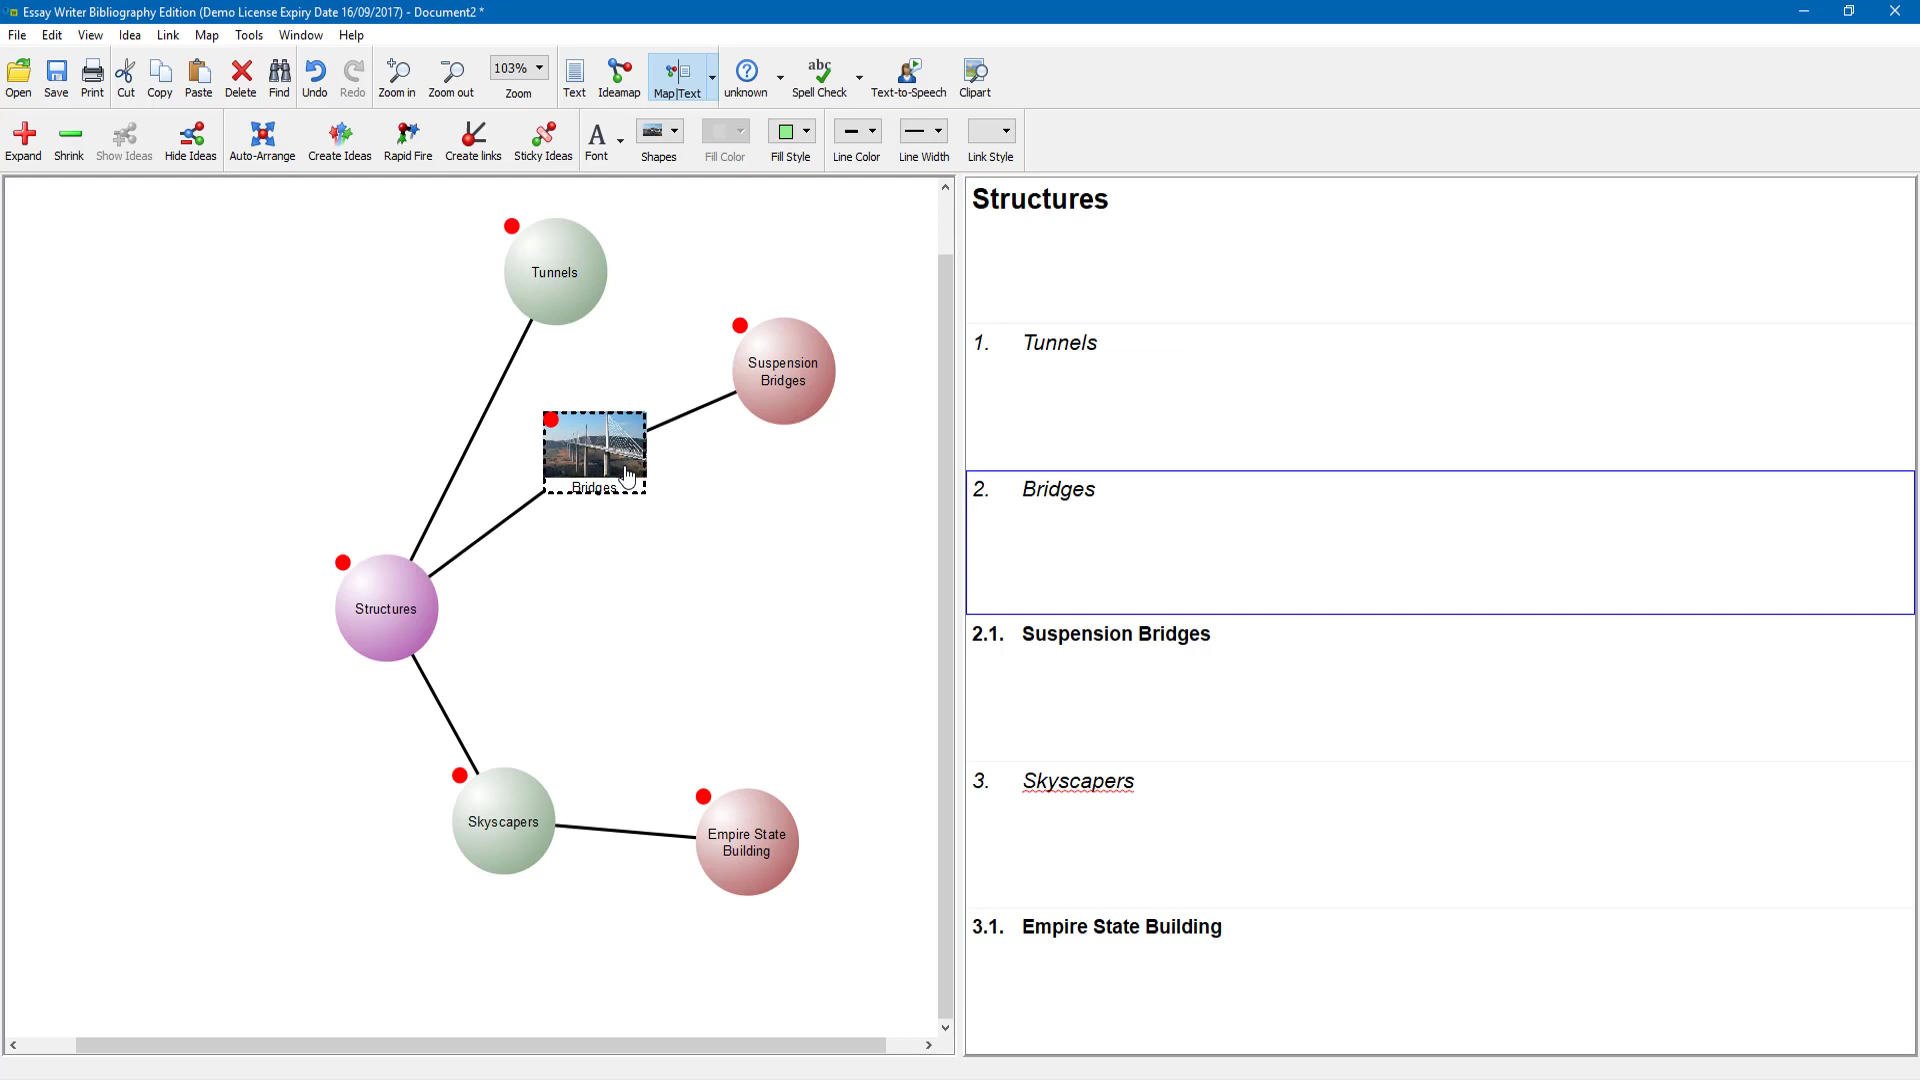 Essay Writer Bibliography Edition (Demo License Expiry Date 16/09/2017) - Document2 *
File Edit View Idea Link Map Tools Window Help
103%
abc
Open Save Print Cut Copy Paste Delete Find Undo Redo Zoom in Zoom out Zoom Text Ideamap Map|Text unknown Spell Check Text-to-Speech Clipart
Expand Shrink Show Ideas Hide Ideas Auto-Arrange Create Ideas Rapid Fire Create links Sticky Ideas Font Shapes Fill Color Fill Style Line Color Line Width Link Style
Tunnels
Suspension
Bridges
Bridges
Structures
Skyscapers
Empire State
Building
Structures
1. Tunnels
2. Bridges
2.1. Suspension Bridges
3. Skyscapers
3.1. Empire State Building